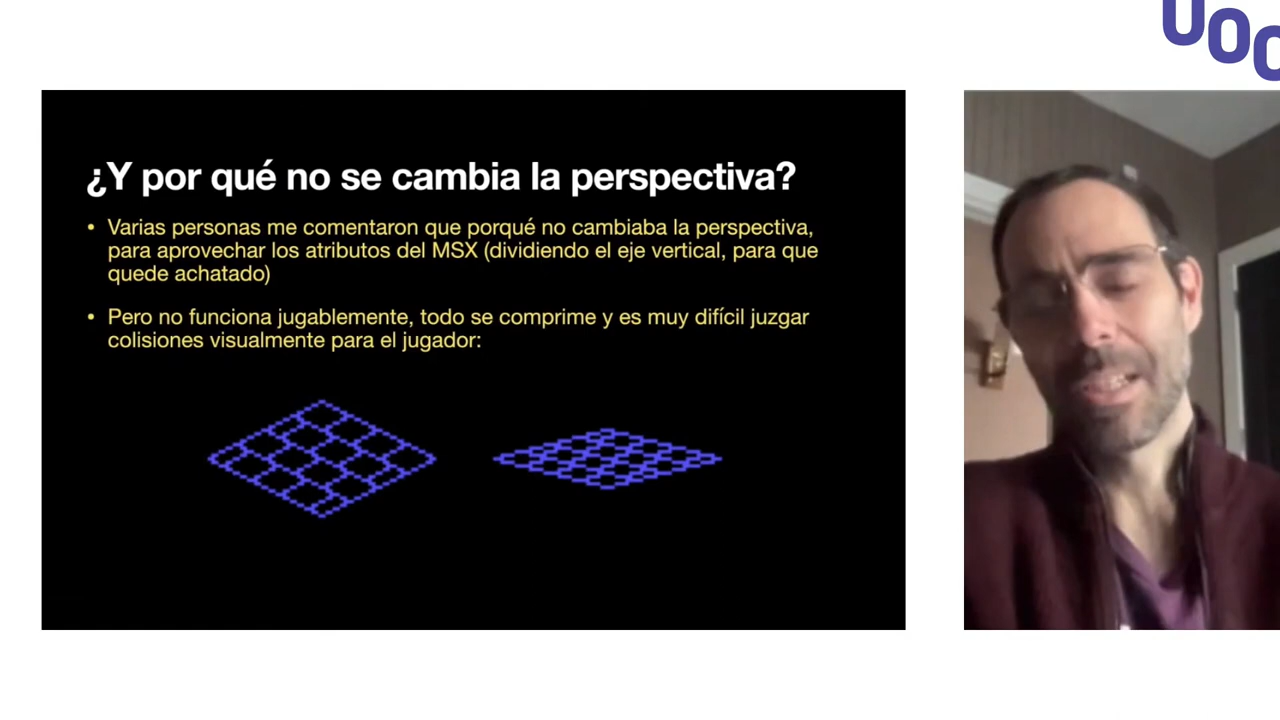 UOC
¿Y por qué no se cambia la perspectiva?
• Varias personas me comentaron que porqué no cambiaba la perspectiva,
para aprovechar los atributos del MSX (dividiendo el eje vertical, para que
quede achatado)
• Pero no funciona jugablemente, todo se comprime y es muy difícil juzgar
colisiones visualmente para el jugador: